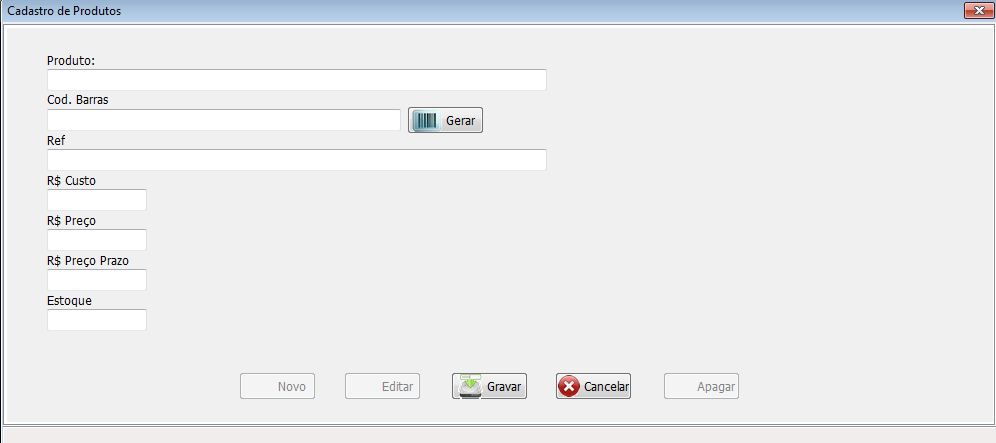 Cadastro de Produtos
Produto:
Cod. Barras
Gerar
Ref
R$ Custo
R$ Preço
R$ Preço Prazo
Estoque
Novo Editar Gravar Cancelar Apagar